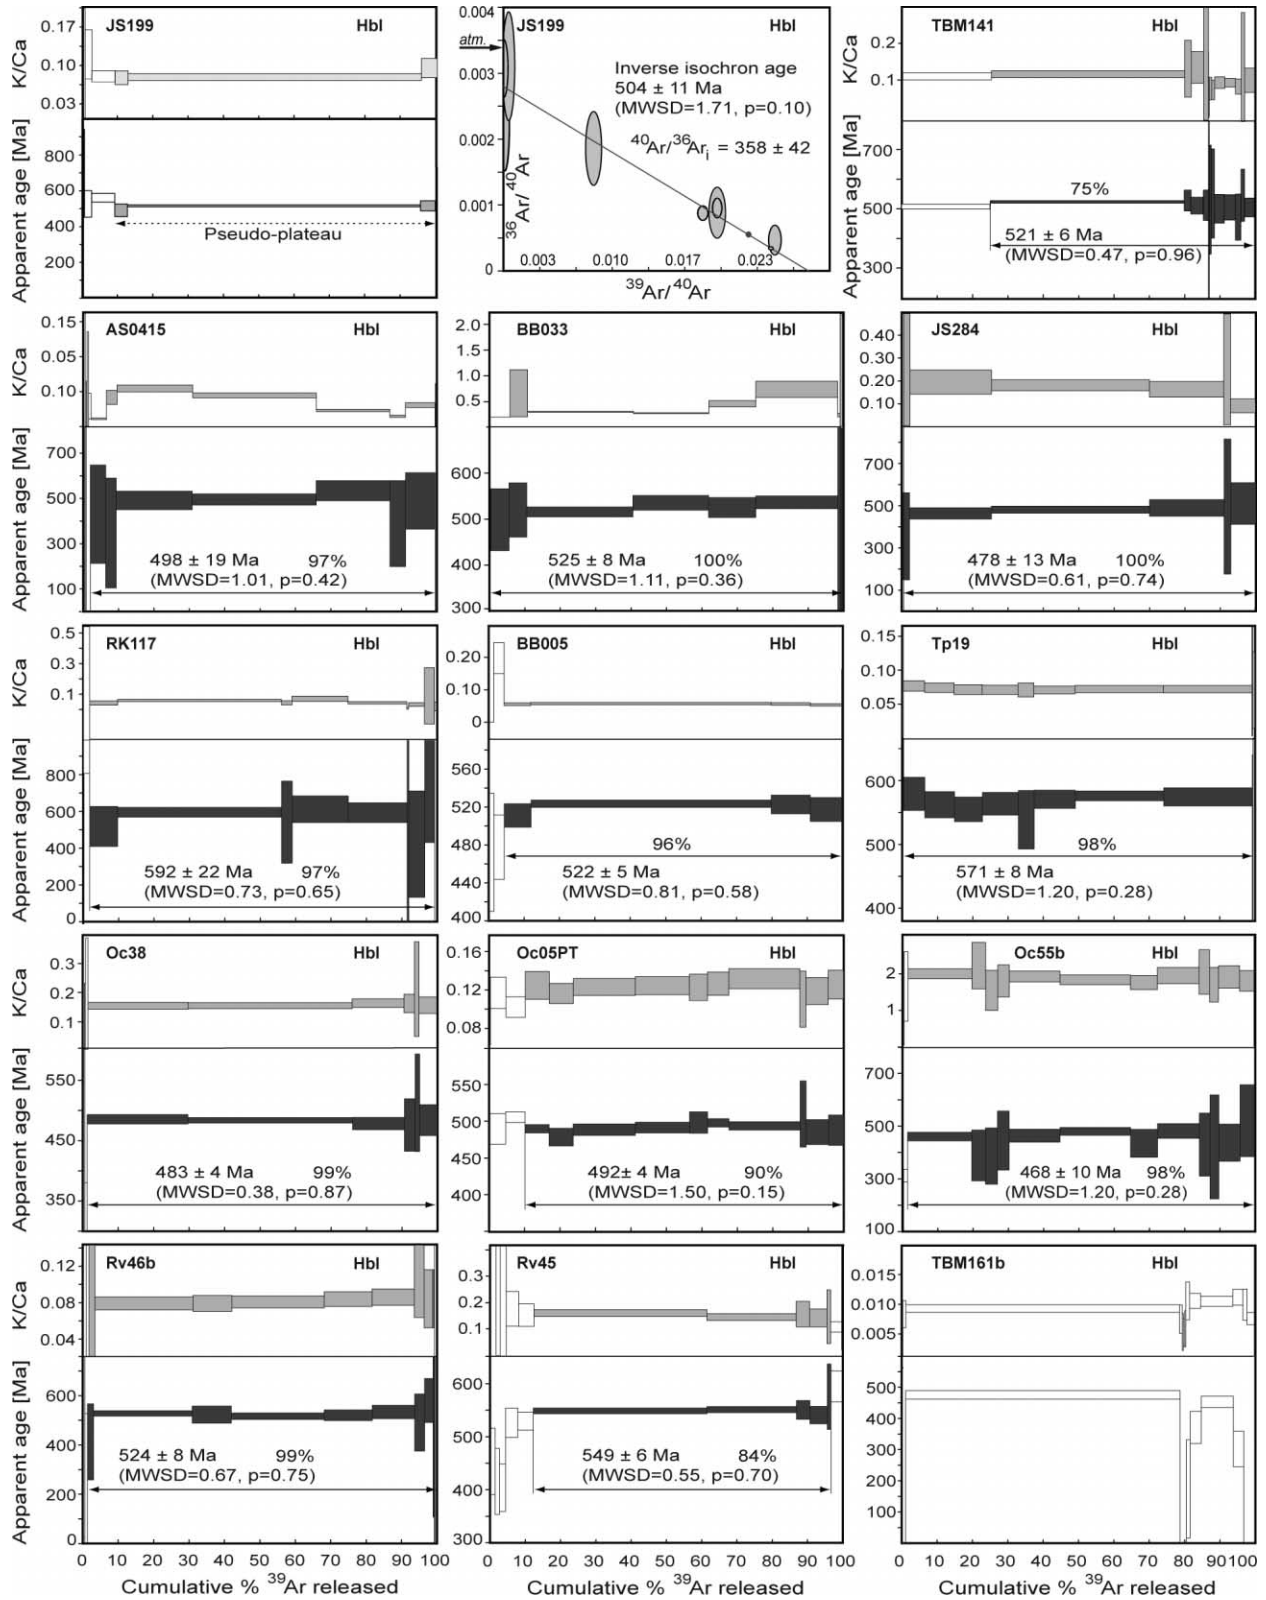 JS199 Hbl
K/Ca
0.17
0.10
0.03
Apparent age [Ma]
800
600
400
200
Pseudo-plateau
JS199 Hbl
0.004
atm.
0.003
0.002
0.001
0
Inverse isochron age
504 ± 11 Ma
(MWSD=1.71, p=0.10)
40Ar/36Ari = 358 ± 42
36Ar/40Ar
0.003 0.010 0.017 0.023
39Ar/40Ar
TBM141 Hbl
K/Ca
0.2
0.1
Apparent age [Ma]
700
500
300
75%
521 ± 6 Ma
(MWSD=0.47, p=0.96)
AS0415 Hbl
K/Ca
0.15
0.05
0.10
Apparent age [Ma]
700
500
300
100
498 ± 19 Ma 97%
(MWSD=1.01, p=0.42)
BB033 Hbl
2.0
1.5
1.0
0.5
600
500
400
300
525 ± 8 Ma 100%
(MWSD=1.11, p=0.36)
JS284 Hbl
0.40
0.30
0.20
0.10
700
500
300
100
478 ± 13 Ma 100%
(MWSD=0.61, p=0.74)
RK117 Hbl
K/Ca
0.5
0.3
0.1
Apparent age [Ma]
800
600
400
200
0
592 ± 22 Ma 97%
(MWSD=0.73, p=0.65)
BB005 Hbl
0.20
0.10
0
560
520
480
440
400
96%
522 ± 5 Ma
(MWSD=0.81, p=0.58)
Tp19 Hbl
0.15
0.10
0.05
600
500
400
98%
571 ± 8 Ma
(MWSD=1.20, p=0.28)
Oc38 Hbl
K/Ca
0.3
0.2
0.1
Apparent age [Ma]
550
450
350
483 ± 4 Ma 99%
(MWSD=0.38, p=0.87)
Oc05PT Hbl
0.16
0.12
0.08
550
500
450
400
492± 4 Ma 90%
(MWSD=1.50, p=0.15)
Oc55b Hbl
2
1
700
500
300
100
468 ± 10 Ma 98%
(MWSD=1.20, p=0.28)
Rv46b Hbl
K/Ca
0.12
0.08
0.04
Apparent age [Ma]
600
400
200
0
524 ± 8 Ma 99%
(MWSD=0.67, p=0.75)
0 10 20 30 40 50 60 70 80 90 100
Cumulative % 39Ar released
Rv45 Hbl
0.3
0.2
0.1
600
500
400
300
549 ± 6 Ma 84%
(MWSD=0.55, p=0.70)
0 10 20 30 40 50 60 70 80 90 100
Cumulative % 39Ar released
TBM161b Hbl
0.015
0.010
0.005
500
400
300
200
100
0 10 20 30 40 50 60 70 80 90 100
Cumulative % 39Ar released